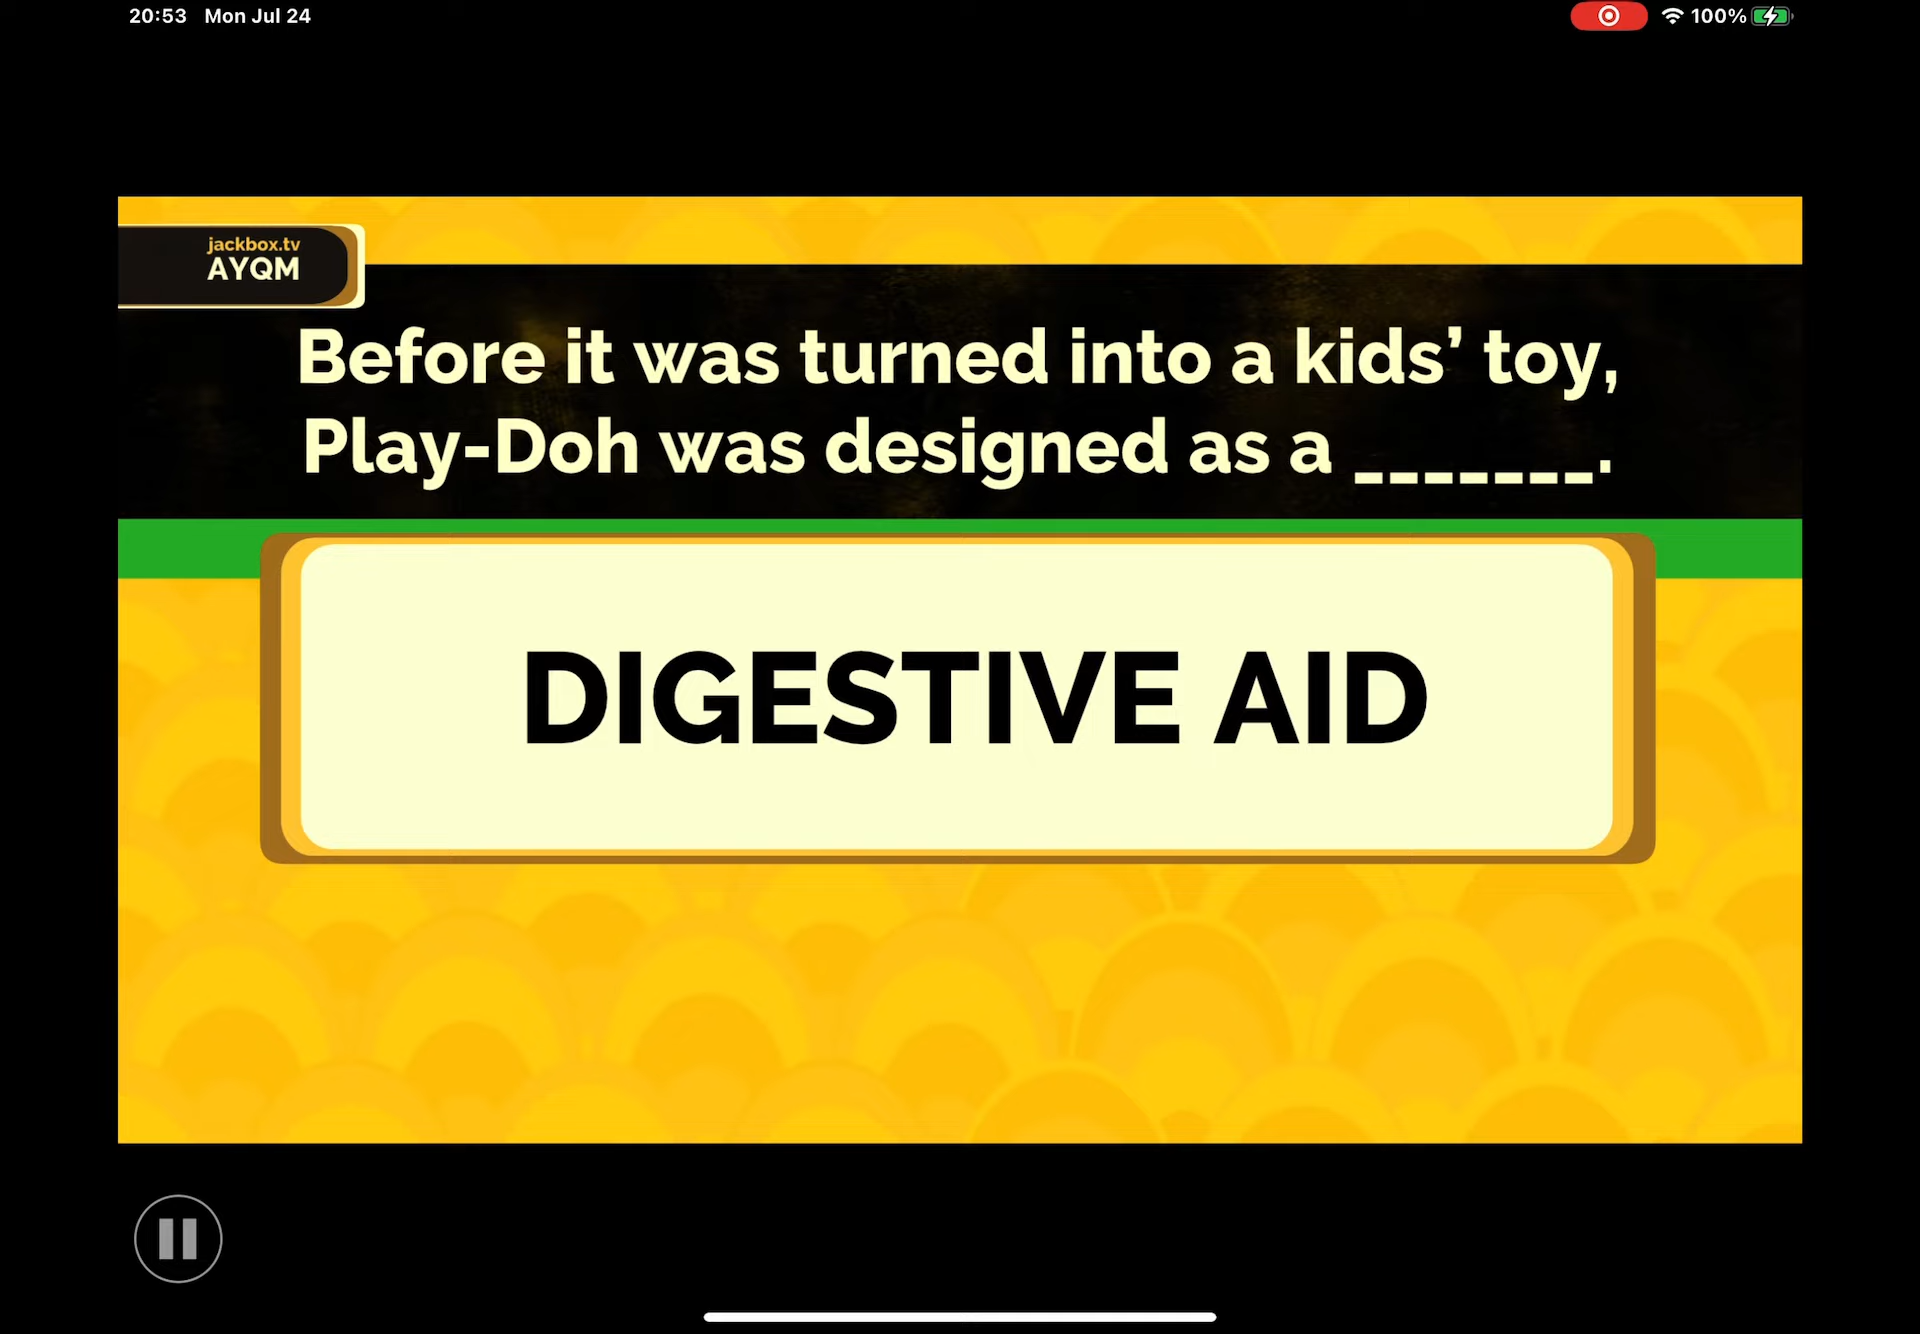 20:53 Mon Jul 24
100%
jackbox.tv
AYQM
Before it was turned into a kids’ toy,
Play-Doh was designed as a _______.
DIGESTIVE AID